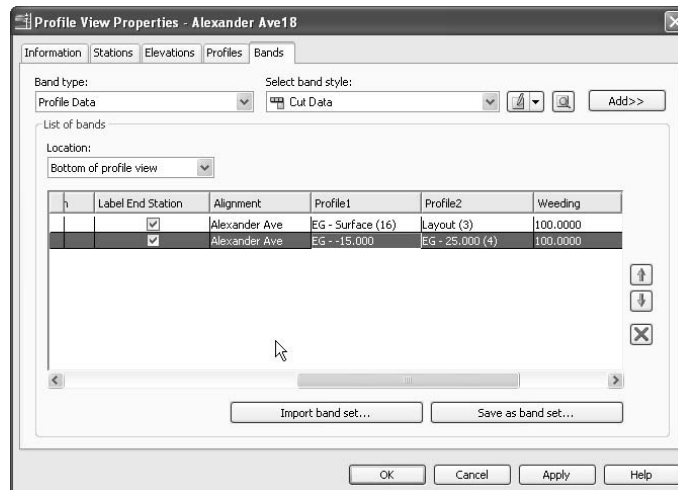 Profile View Properties - Alexander Ave18
Information Stations Elevations Profiles Bands
Band type: Select band style:
Profile Data Cut Data Add>>
List of bands
Location:
Bottom of profile view
Label End Station Alignment Profile1 Profile2 Weeding
Alexander Ave EG - Surface (16) Layout (3) 100.0000
Alexander Ave EG - -15.000 EG - 25.000 (4) 100.0000
Import band set... Save as band set...
OK Cancel Apply Help